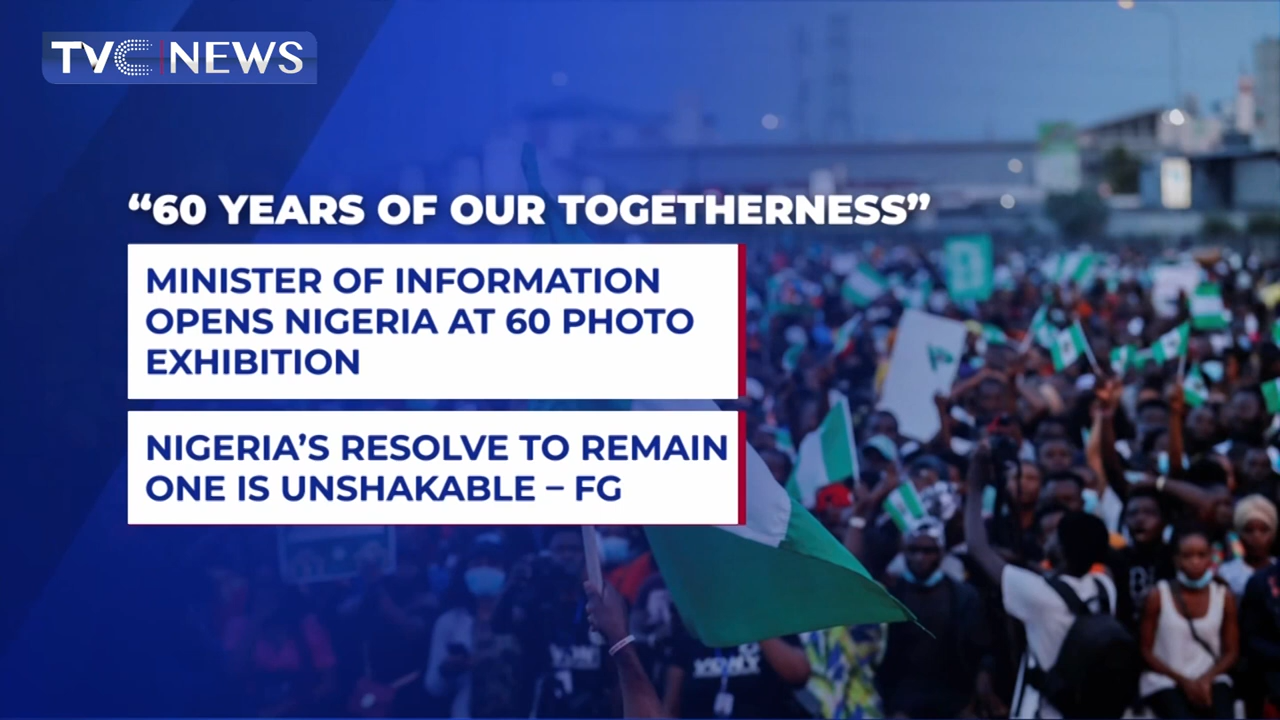 TVC NEWS
“60 YEARS OF OUR TOGETHERNESS”
MINISTER OF INFORMATION
OPENS NIGERIA AT 60 PHOTO
EXHIBITION
NIGERIA’S RESOLVE TO REMAIN
ONE IS UNSHAKABLE – FG